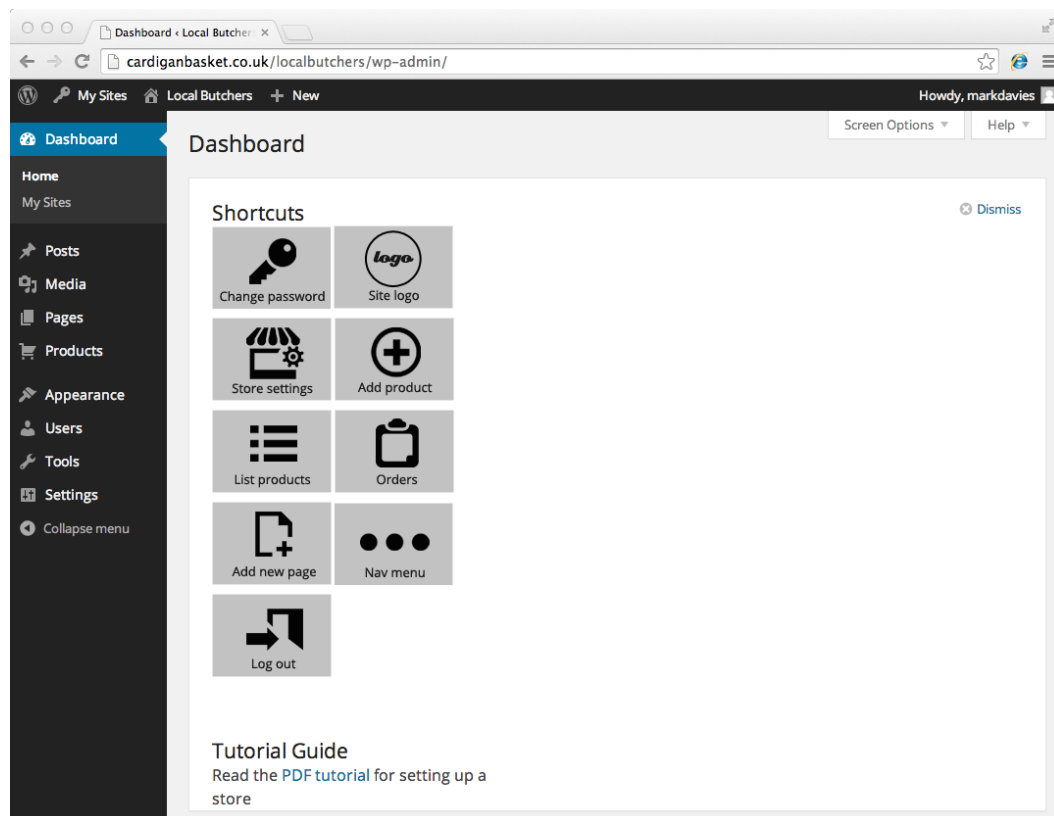 Dashboard ‹ Local Butcher
cardiganbasket.co.uk/localbutchers/wp-admin/
My Sites Local Butchers + New Howdy, markdavies
Dashboard
Home
My Sites
Posts
Media
Pages
Products
Appearance
Users
Tools
Settings
Collapse menu
Screen Options Help
Dashboard
Shortcuts
Dismiss
Change password
logo
Site logo
Store settings
Add product
List products
Orders
Add new page
Nav menu
Log out
Tutorial Guide
Read the PDF tutorial for setting up a
store